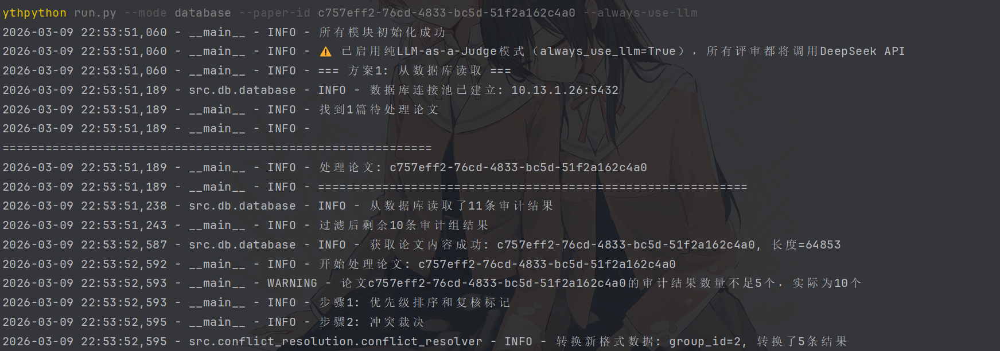 ythpython run.py --mode database --paper-id c757eff2-76cd-4833-bc5d-51f2a162c4a0 --always-use-llm
2026-03-09 22:53:51,060 - __main__ - INFO - 所有模块初始化成功
2026-03-09 22:53:51,060 - __main__ - INFO - ⚠️ 已启用纯LLM-as-a-Judge模式（always_use_llm=True），所有评审都将调用DeepSeek API
2026-03-09 22:53:51,060 - __main__ - INFO - === 方案1: 从数据库读取 ===
2026-03-09 22:53:51,189 - src.db.database - INFO - 数据库连接池已建立: 10.13.1.26:5432
2026-03-09 22:53:51,189 - __main__ - INFO - 找到1篇待处理论文
2026-03-09 22:53:51,189 - __main__ - INFO -
============================================================
2026-03-09 22:53:51,189 - __main__ - INFO - 处理论文: c757eff2-76cd-4833-bc5d-51f2a162c4a0
2026-03-09 22:53:51,189 - __main__ - INFO - ============================================================
2026-03-09 22:53:51,238 - src.db.database - INFO - 从数据库读取了11条审计结果
2026-03-09 22:53:51,243 - __main__ - INFO - 过滤后剩余10条审计组结果
2026-03-09 22:53:52,587 - src.db.database - INFO - 获取论文内容成功: c757eff2-76cd-4833-bc5d-51f2a162c4a0, 长度=64853
2026-03-09 22:53:52,592 - __main__ - INFO - 开始处理论文: c757eff2-76cd-4833-bc5d-51f2a162c4a0
2026-03-09 22:53:52,593 - __main__ - WARNING - 论文c757eff2-76cd-4833-bc5d-51f2a162c4a0的审计结果数量不足5个，实际为10个
2026-03-09 22:53:52,593 - __main__ - INFO - 步骤1: 优先级排序和复核标记
2026-03-09 22:53:52,595 - __main__ - INFO - 步骤2: 冲突裁决
2026-03-09 22:53:52,595 - src.conflict_resolution.conflict_resolver - INFO - 转换新格式数据: group_id=2, 转换了5条结果